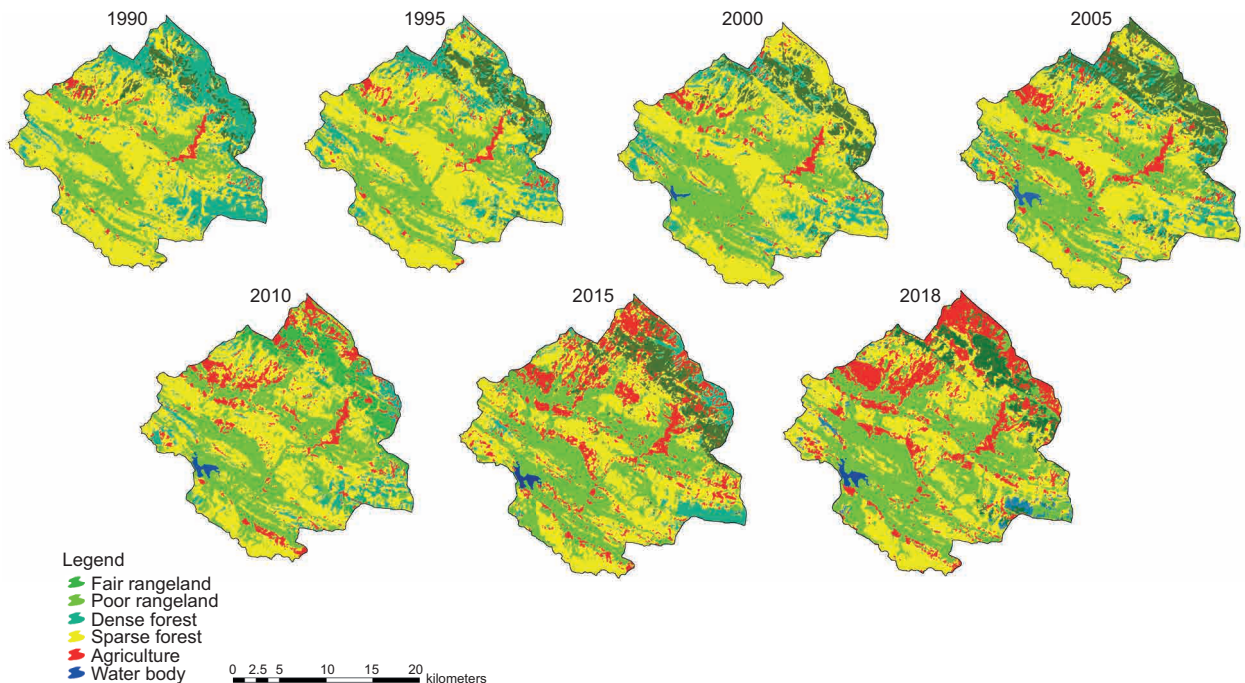 1990
1995
2000
2005
2010
2015
2018
Legend
Fair rangeland
Poor rangeland
Dense forest
Sparse forest
Agriculture
Water body
0 2.5 5 10 15 20
kilometers